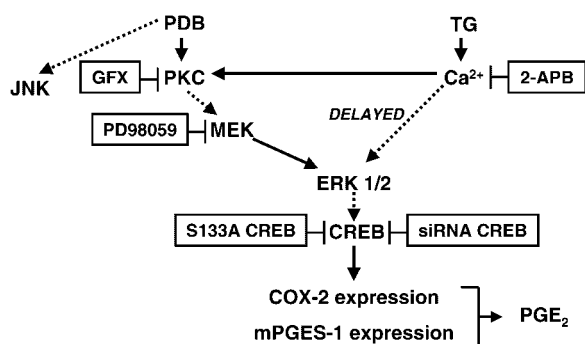 PDB TG
GFX PKC Ca²⁺ 2-APB
JNK
DELAYED
PD98059 MEK
ERK 1/2
S133A CREB CREB siRNA CREB
COX-2 expression
PGE₂
mPGES-1 expression